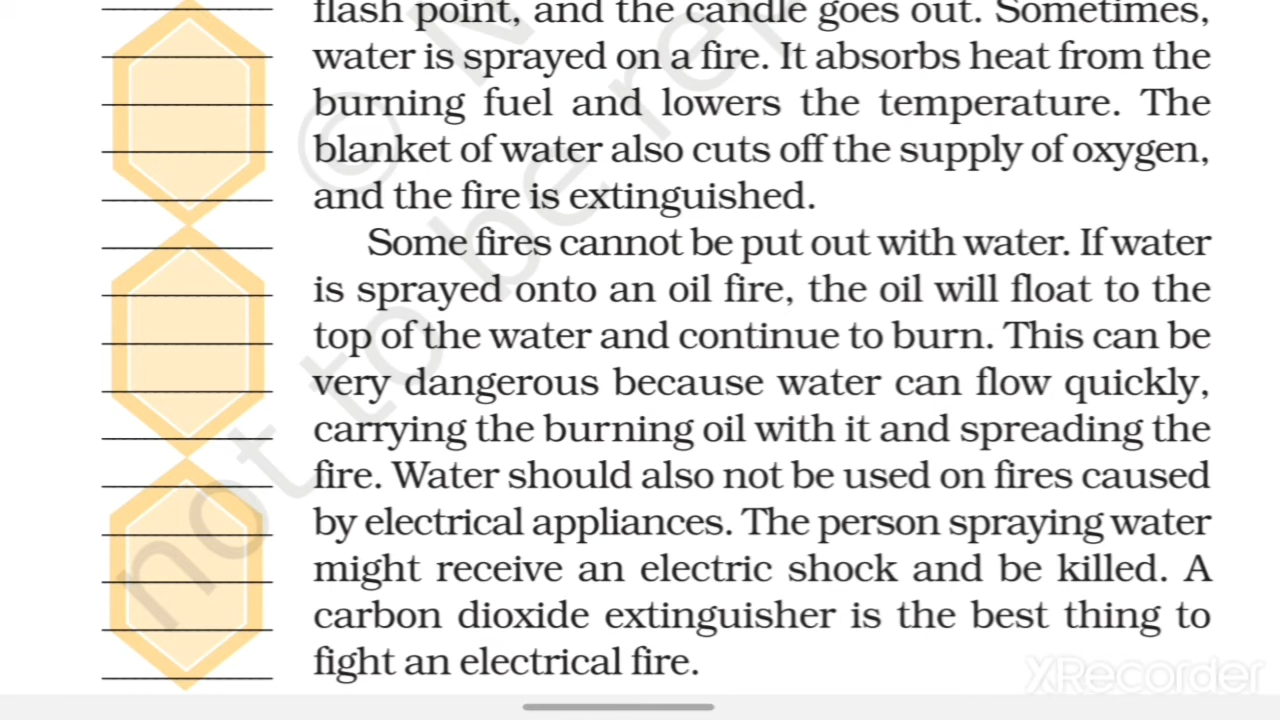 flash point, and the candle goes out. Sometimes,
water is sprayed on a fire. It absorbs heat from the
burning fuel and lowers the temperature. The
blanket of water also cuts off the supply of oxygen,
and the fire is extinguished.
Some fires cannot be put out with water. If water
is sprayed onto an oil fire, the oil will float to the
top of the water and continue to burn. This can be
very dangerous because water can flow quickly,
carrying the burning oil with it and spreading the
fire. Water should also not be used on fires caused
by electrical appliances. The person spraying water
might receive an electric shock and be killed. A
carbon dioxide extinguisher is the best thing to
fight an electrical fire.
© N
not to be re
XRecorder